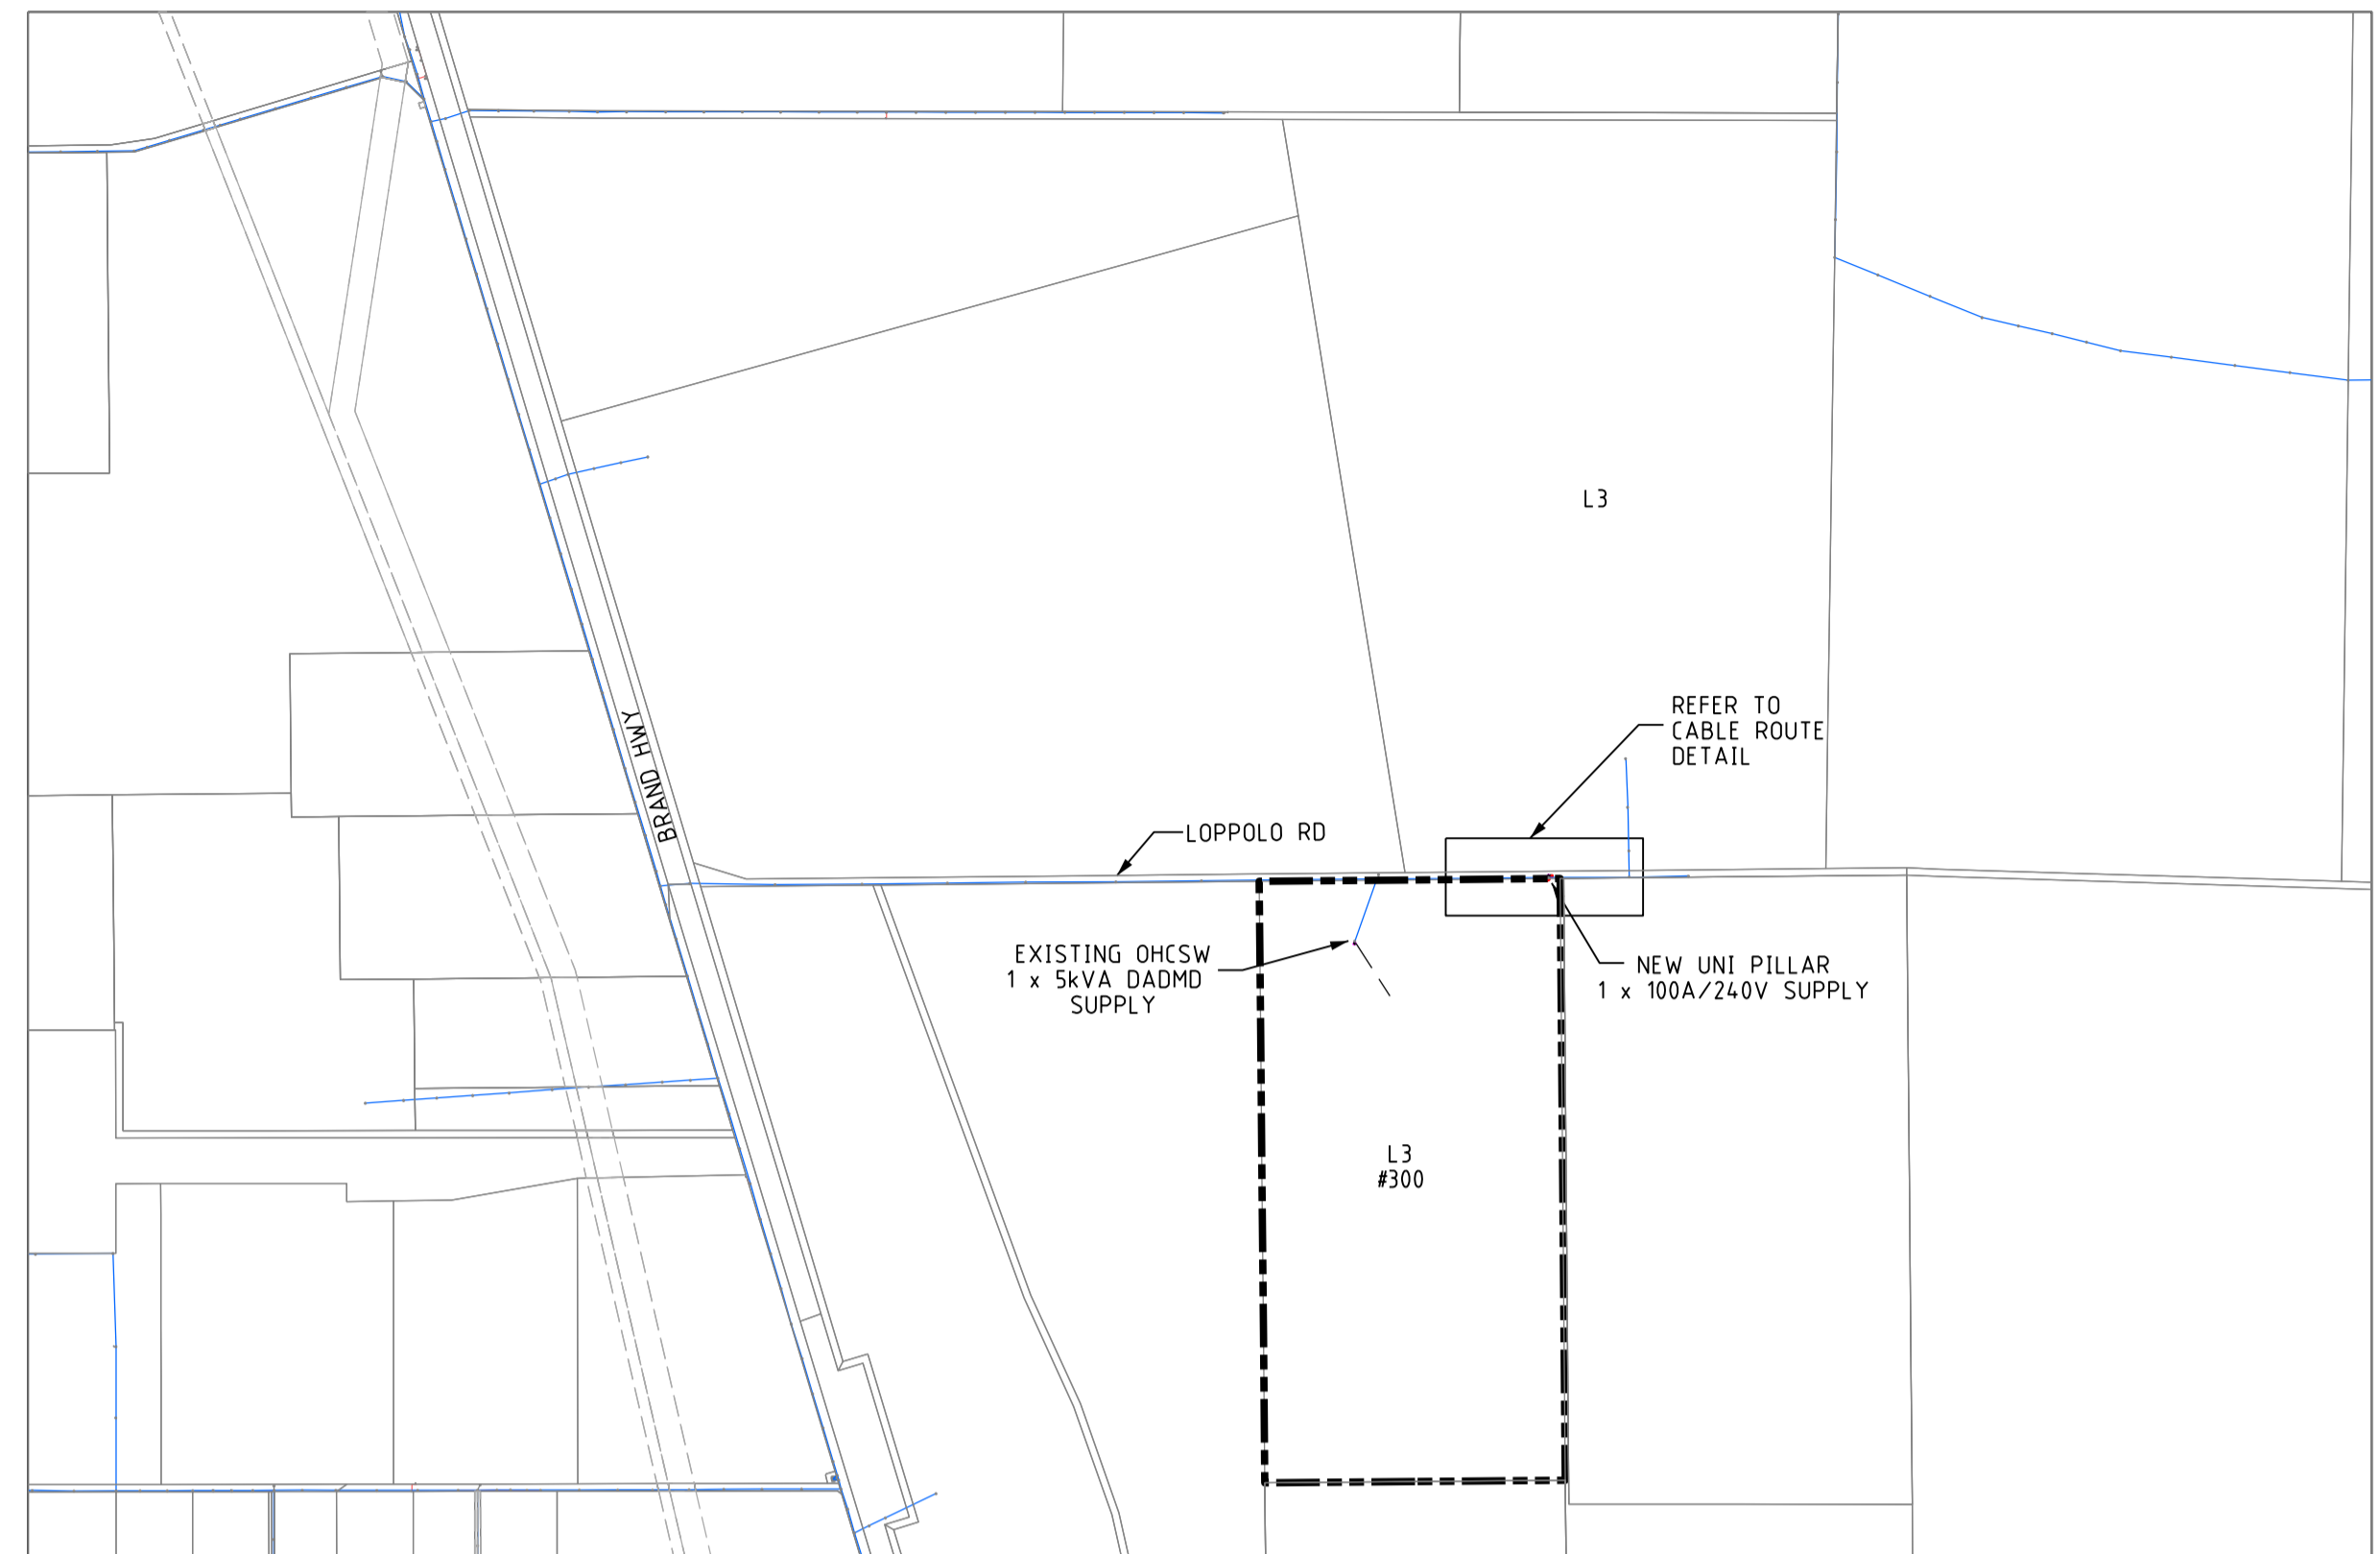 L3
REFER TO
CABLE ROUTE
DETAIL
BRAND HWY
LOPPOLO RD
EXISTING OHCSW
1 x 5kVA DADMD
SUPPLY
NEW UNI PILLAR
1 x 100A/240V SUPPLY
L3
#300